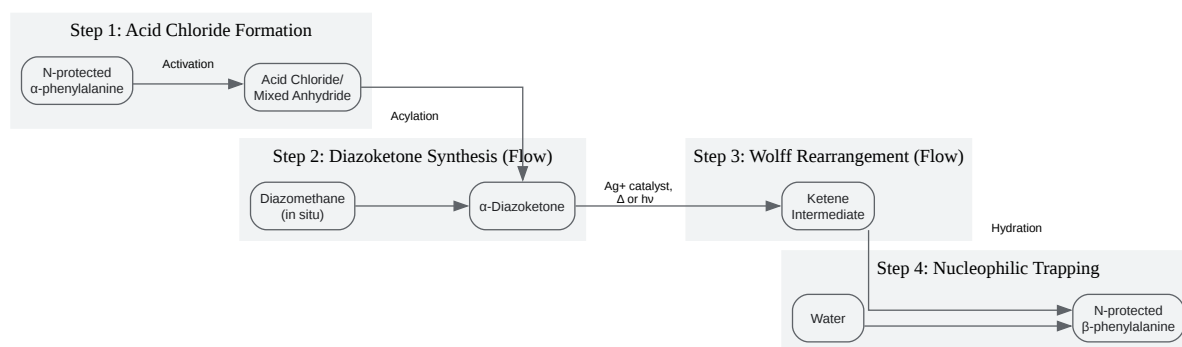 Step 1: Acid Chloride Formation
N-protected
α-phenylalanine
Activation
Acid Chloride/
Mixed Anhydride
Acylation
Step 2: Diazoketone Synthesis (Flow)
Diazomethane
(in situ)
α-Diazoketone
Ag+ catalyst,
Δ or hν
Step 3: Wolff Rearrangement (Flow)
Ketene
Intermediate
Hydration
Step 4: Nucleophilic Trapping
Water
N-protected
β-phenylalanine